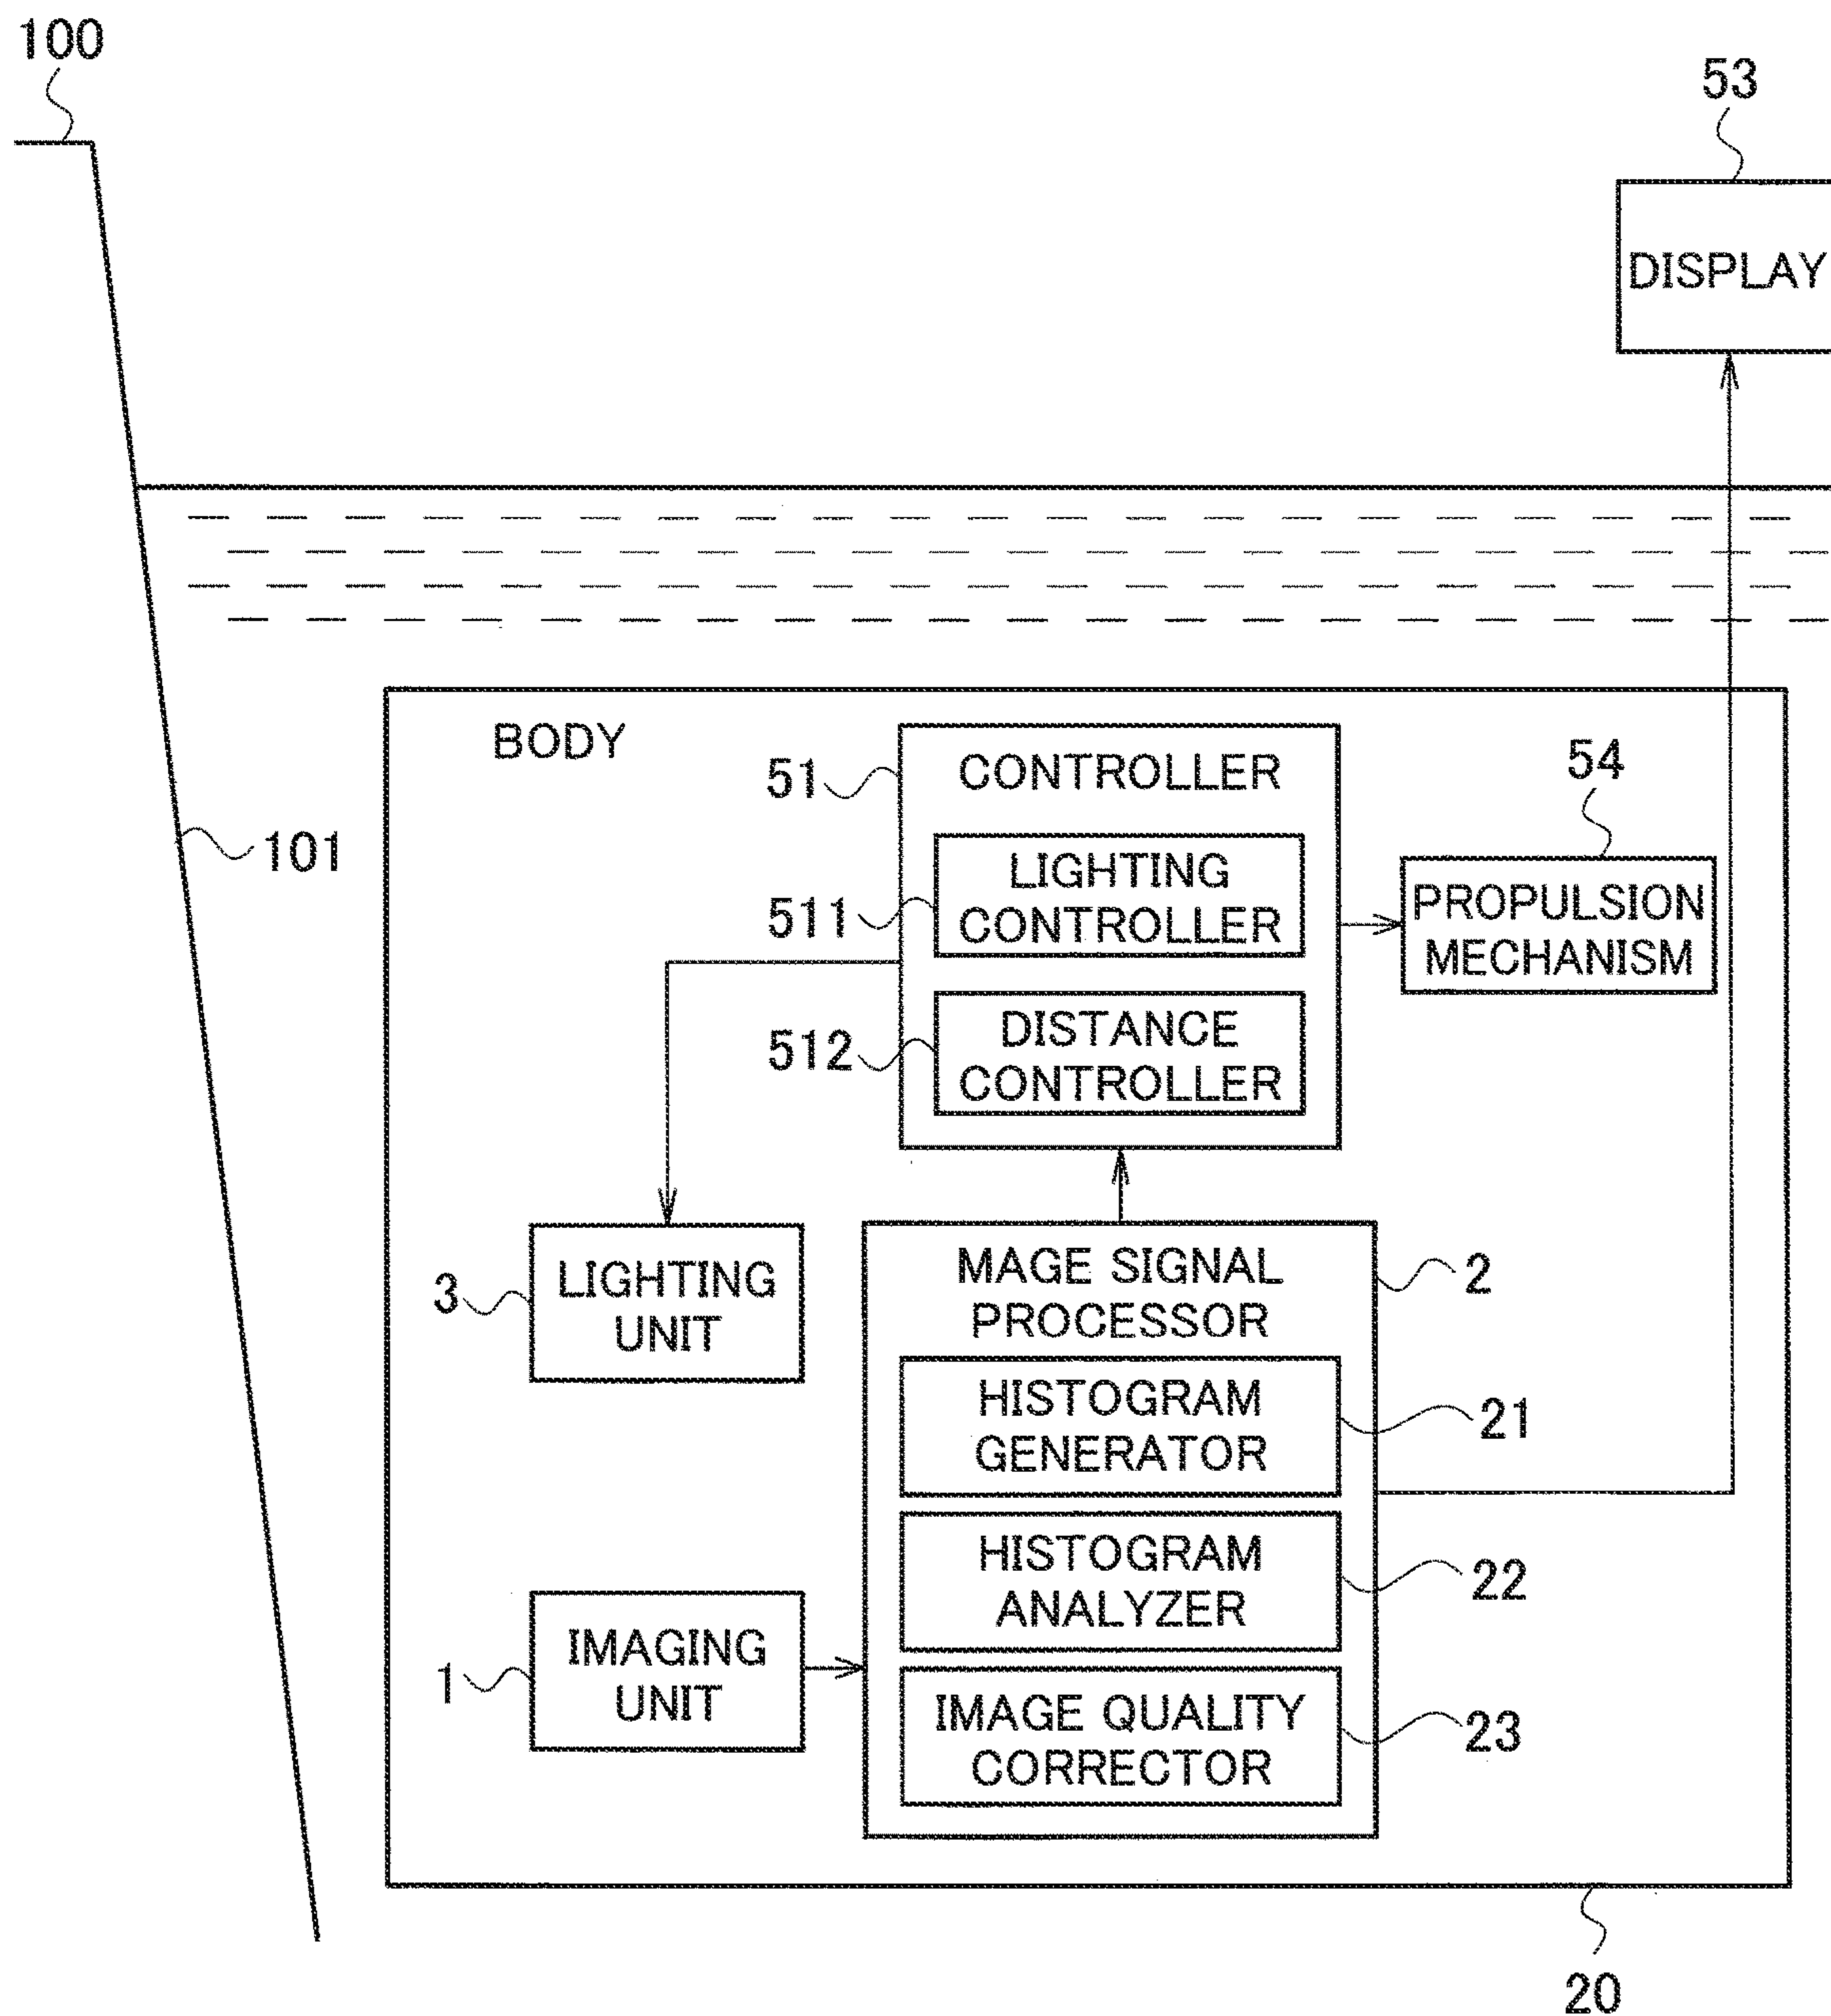 100
53
DISPLAY
BODY
51
CONTROLLER
54
101
511
LIGHTING
CONTROLLER
PROPULSION
MECHANISM
512
DISTANCE
CONTROLLER
3
LIGHTING
UNIT
MAGE SIGNAL
PROCESSOR
2
HISTOGRAM
GENERATOR
21
HISTOGRAM
ANALYZER
22
1
IMAGING
UNIT
IMAGE QUALITY
CORRECTOR
23
20